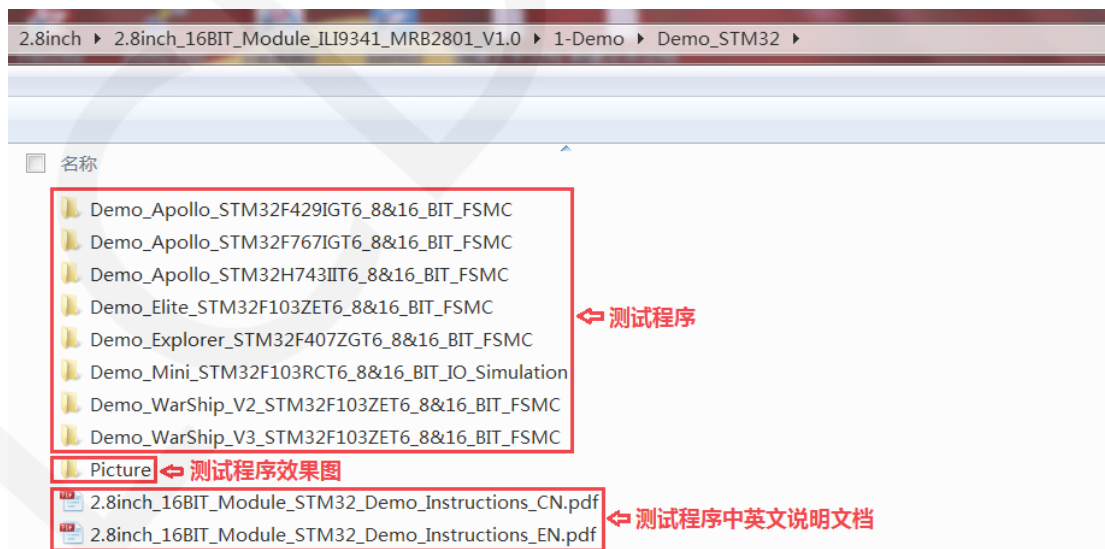 2.8inch ▸ 2.8inch_16BIT_Module_ILI9341_MRB2801_V1.0 ▸ 1-Demo ▸ Demo_STM32 ▸
名称
Demo_Apollo_STM32F429IGT6_8&16_BIT_FSMC
Demo_Apollo_STM32F767IGT6_8&16_BIT_FSMC
Demo_Apollo_STM32H743IIT6_8&16_BIT_FSMC
Demo_Elite_STM32F103ZET6_8&16_BIT_FSMC
测试程序
Demo_Explorer_STM32F407ZGT6_8&16_BIT_FSMC
Demo_Mini_STM32F103RCT6_8&16_BIT_IO_Simulation
Demo_WarShip_V2_STM32F103ZET6_8&16_BIT_FSMC
Demo_WarShip_V3_STM32F103ZET6_8&16_BIT_FSMC
Picture 测试程序效果图
2.8inch_16BIT_Module_STM32_Demo_Instructions_CN.pdf
测试程序中英文说明文档
2.8inch_16BIT_Module_STM32_Demo_Instructions_EN.pdf